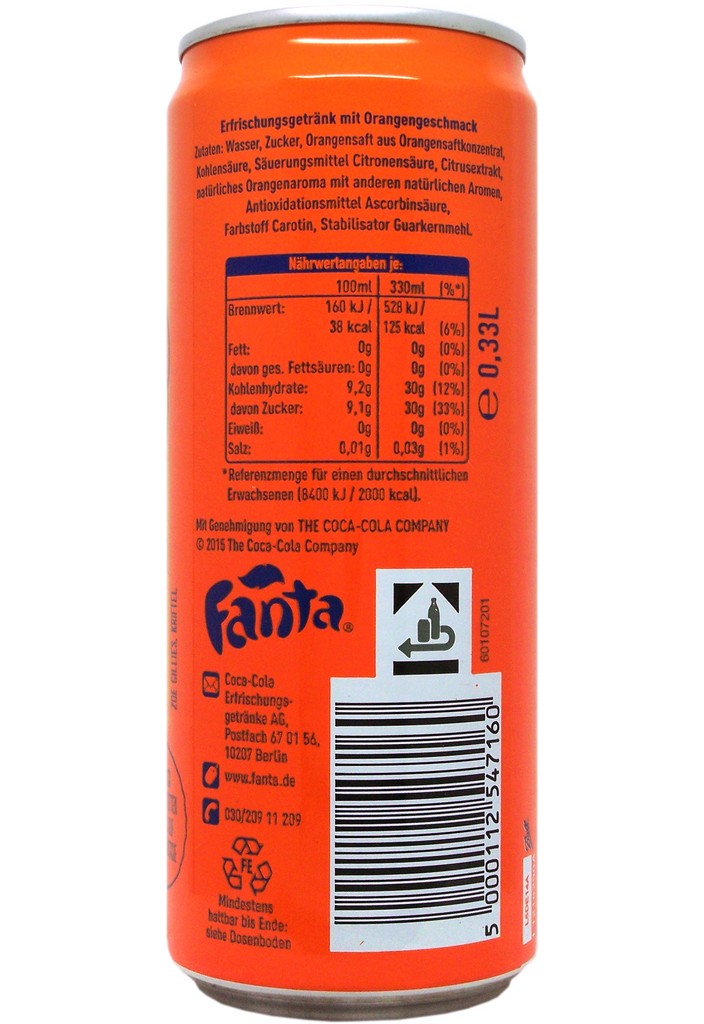 Erfrischungsgetränk mit Orangengeschmack
Zutaten: Wasser, Zucker, Orangensaft aus Orangensaftkonzentrat,
Kohlensäure, Säuerungsmittel Citronensäure, Citrusextrakt,
natürliches Orangenaroma mit anderen natürlichen Aromen,
Antioxidationsmittel Ascorbinsäure,
Farbstoff Carotin, Stabilisator Guarkernmehl.
Nährwertangaben je:
100ml 330ml (%*)
Brennwert: 160 kJ / 528 kJ /
38 kcal 125 kcal (6%)
Fett: 0g 0g (0%)
davon ges. Fettsäuren: 0g 0g (0%)
Kohlenhydrate: 9,2g 30g (12%)
davon Zucker: 9,1g 30g (33%)
Eiweiß: 0g 0g (0%)
Salz: 0,01g 0,03g (1%)
*Referenzmenge für einen durchschnittlichen
Erwachsenen (8400 kJ / 2000 kcal).
e 0,33L
Mit Genehmigung von THE COCA-COLA COMPANY
© 2015 The Coca-Cola Company
Fanta®
60107201
ZOE GILLIES, KRIFTEL
Coca-Cola
Erfrischungs-
getränke AG,
Postfach 67 01 56,
10207 Berlin
www.fanta.de
030/209 11 209
FE
Mindestens
haltbar bis Ende:
siehe Dosenboden
5 000112 547160